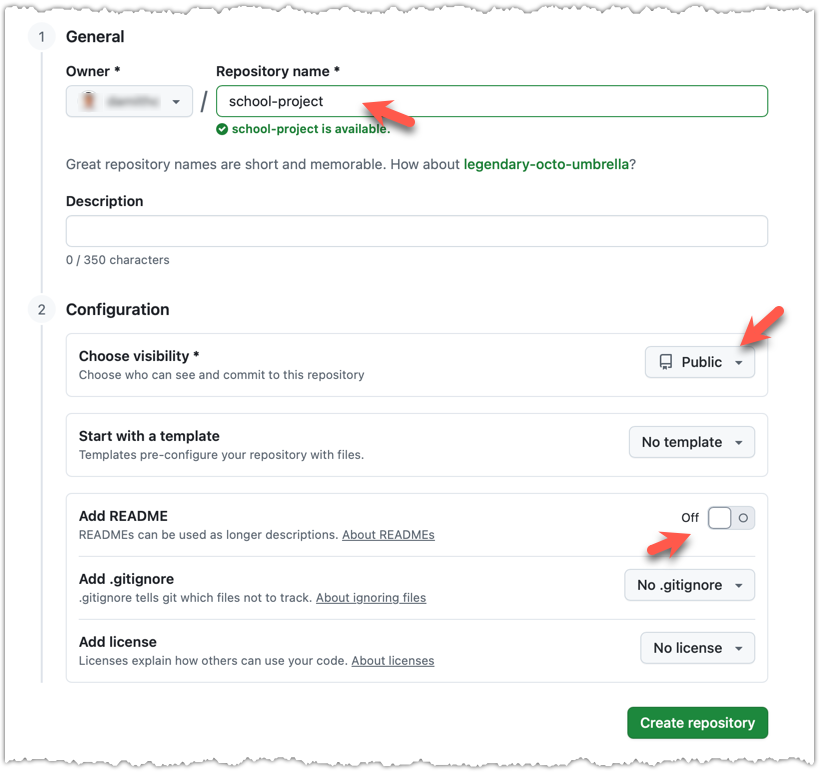 1 General
Owner * Repository name *
/ school-project
school-project is available.
Great repository names are short and memorable. How about legendary-octo-umbrella?
Description
0 / 350 characters
2 Configuration
Choose visibility *
Choose who can see and commit to this repository
Public
Start with a template
Templates pre-configure your repository with files.
No template
Add README
READMEs can be used as longer descriptions. About READMEs
Off
Add .gitignore
.gitignore tells git which files not to track. About ignoring files
No .gitignore
Add license
Licenses explain how others can use your code. About licenses
No license
Create repository